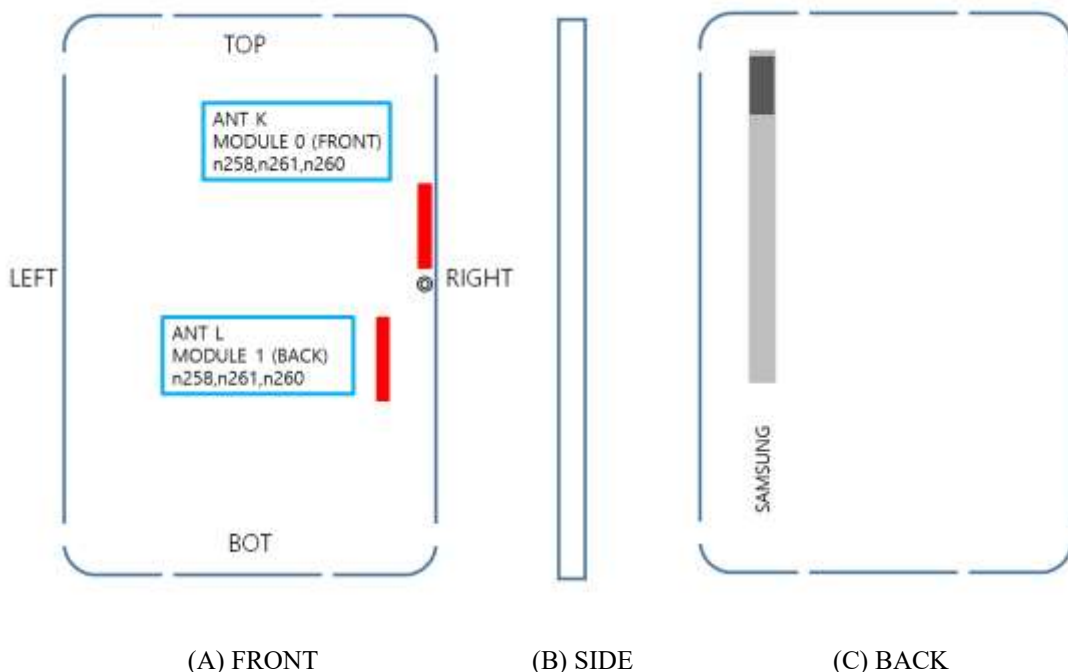 TOP
ANT K
MODULE 0 (FRONT)
n258,n261,n260
LEFT
RIGHT
ANT L
MODULE 1 (BACK)
n258,n261,n260
BOT
SAMSUNG
(A) FRONT
(B) SIDE
(C) BACK